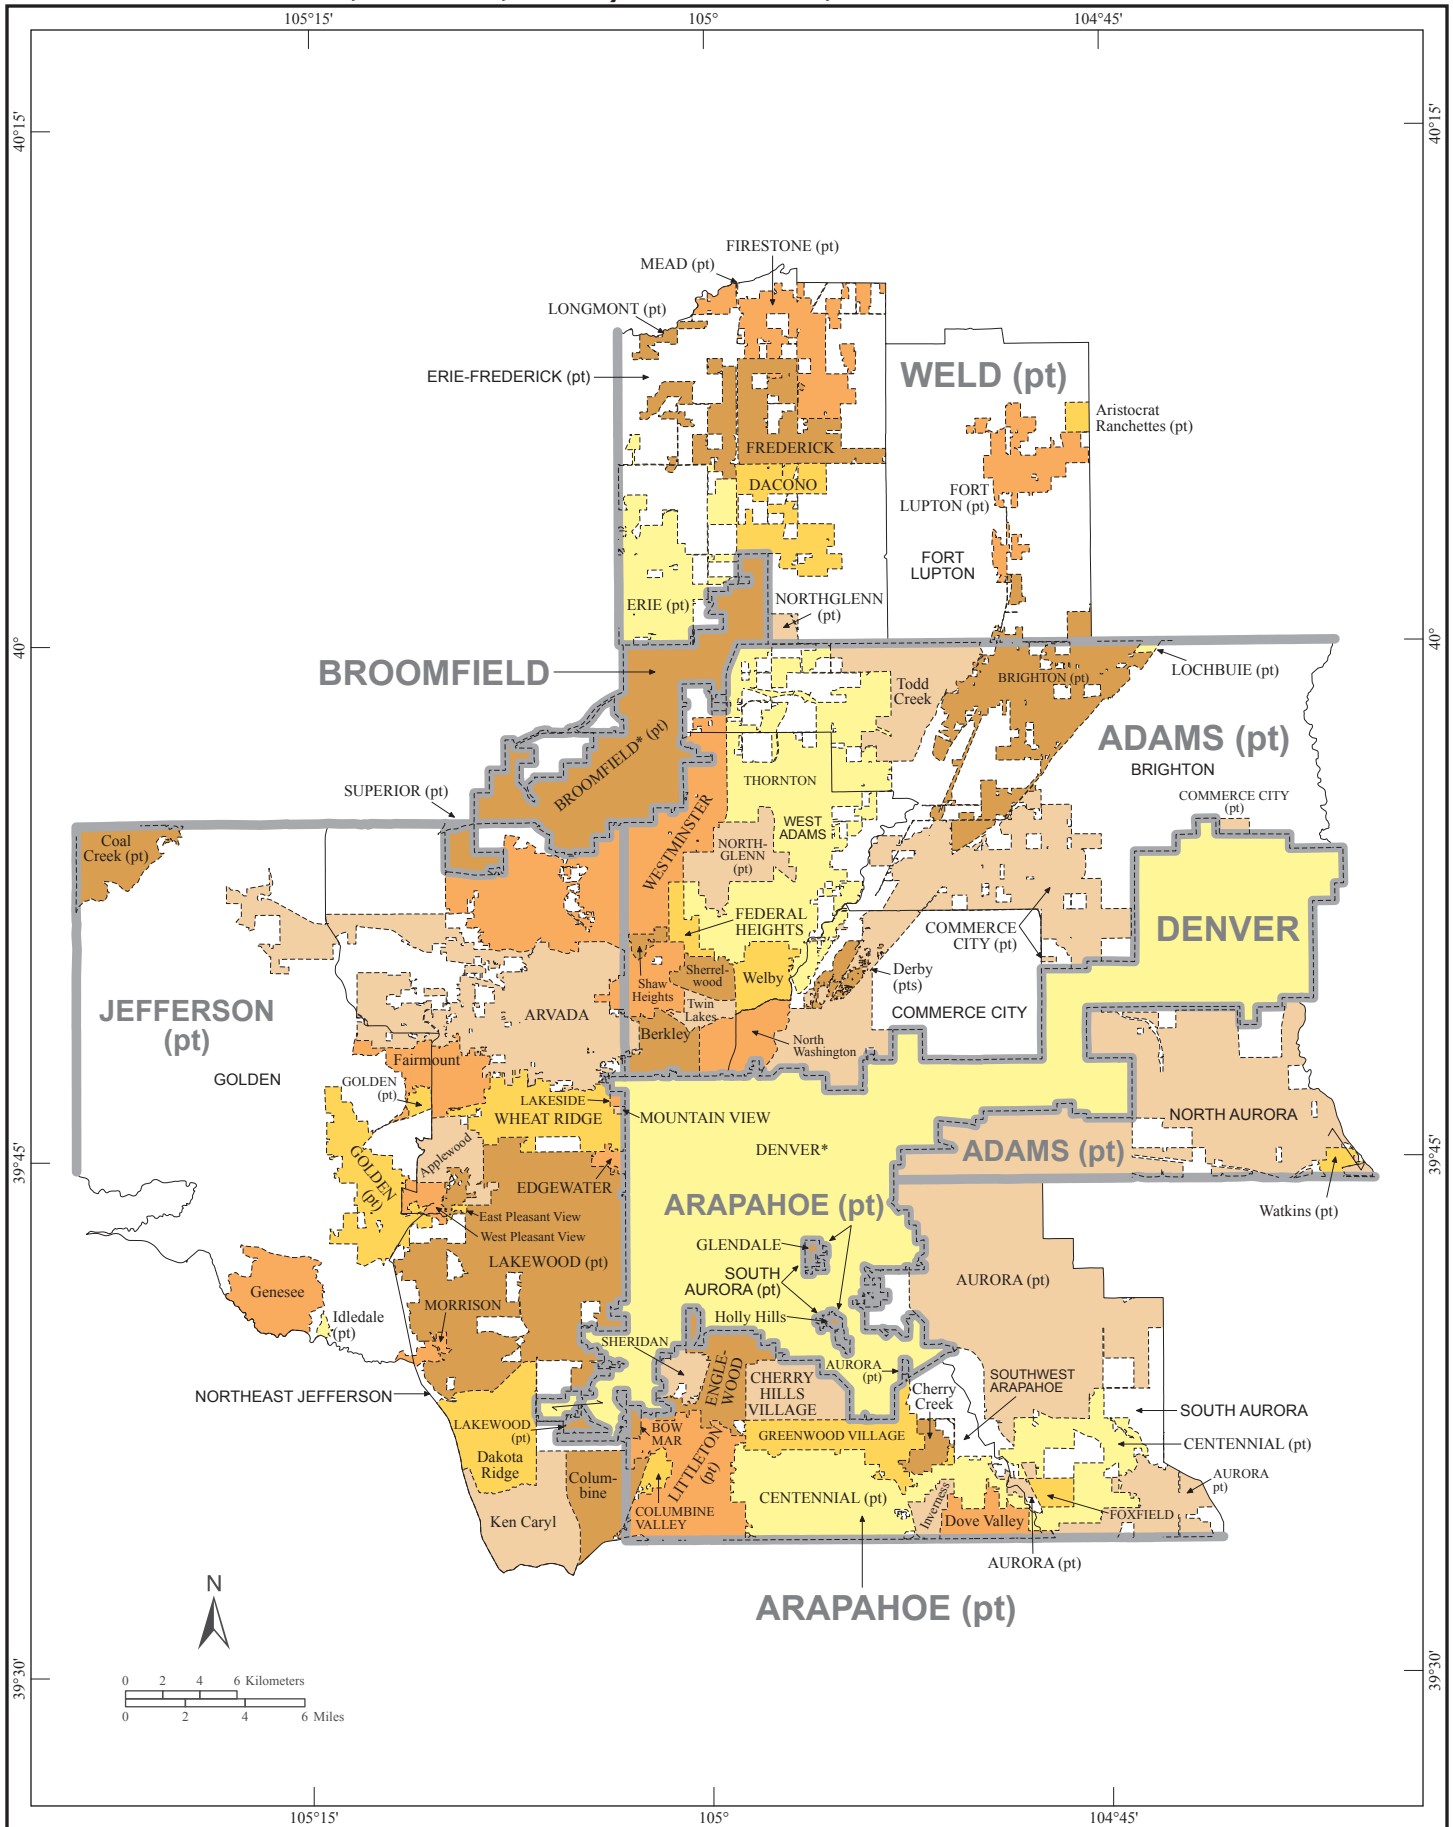 105°15'
105°
104°45'
40°15'
40°15'
FIRESTONE (pt)
MEAD (pt)
LONGMONT (pt)
ERIE-FREDERICK (pt)
WELD (pt)
Aristocrat
Ranchettes (pt)
FREDERICK
DACONO
FORT
LUPTON (pt)
FORT
LUPTON
ERIE (pt)
NORTHGLENN
(pt)
40°
40°
BROOMFIELD
LOCHBUIE (pt)
Todd
Creek
BRIGHTON (pt)
ADAMS (pt)
BRIGHTON
BROOMFIELD* (pt)
THORNTON
SUPERIOR (pt)
COMMERCE CITY
(pt)
WEST
ADAMS
WESTMINSTER
NORTH-
GLENN
(pt)
Coal
Creek (pt)
FEDERAL
HEIGHTS
DENVER
COMMERCE
CITY (pt)
Derby
(pts)
Sherrel-
wood
Welby
Shaw
Heights
Twin
Lakes
JEFFERSON
(pt)
ARVADA
COMMERCE CITY
Berkley
North
Washington
Fairmount
GOLDEN
GOLDEN
(pt)
LAKESIDE
WHEAT RIDGE
MOUNTAIN VIEW
NORTH AURORA
39°45'
39°45'
Applewood
DENVER*
ADAMS (pt)
GOLDEN
(pt)
EDGEWATER
ARAPAHOE (pt)
Watkins (pt)
East Pleasant View
West Pleasant View
GLENDALE
LAKEWOOD (pt)
SOUTH
AURORA (pt)
AURORA (pt)
Genesee
MORRISON
Idledale
(pt)
Holly Hills
SHERIDAN
AURORA
(pt)
SOUTHWEST
ARAPAHOE
ENGLE-
WOOD
CHERRY
HILLS
VILLAGE
Cherry
Creek
NORTHEAST JEFFERSON
SOUTH AURORA
LAKEWOOD
(pt)
BOW
MAR
GREENWOOD VILLAGE
CENTENNIAL (pt)
LITTLETON
(pt)
Dakota
Ridge
Colum-
bine
AURORA
pt)
CENTENNIAL (pt)
Inverness
COLUMBINE
VALLEY
Ken Caryl
Dove Valley
FOXFIELD
AURORA (pt)
ARAPAHOE (pt)
N
39°30'
39°30'
0 2 4 6 Kilometers
0 2 4 6 Miles
105°15'
105°
104°45'